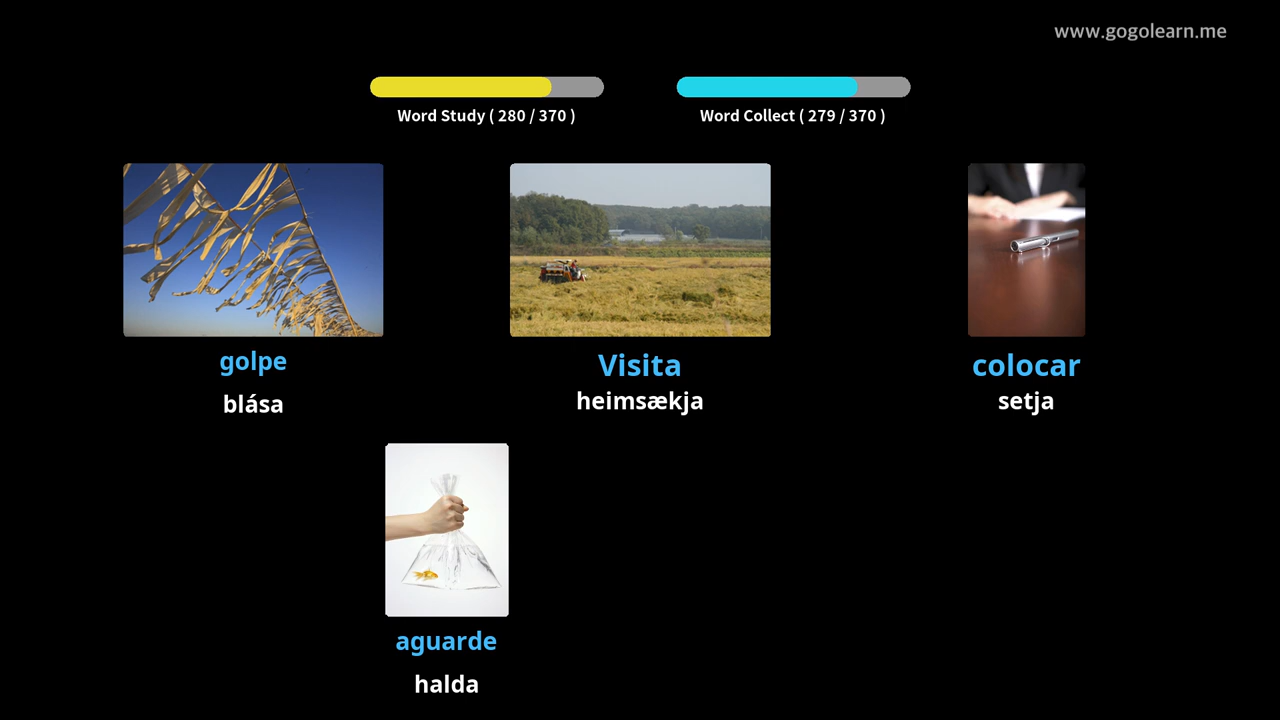 www.gogolearn.me
Word Study ( 280 / 370 )
Word Collect ( 279 / 370 )
golpe
blása
Visita
heimsækja
colocar
setja
aguarde
halda